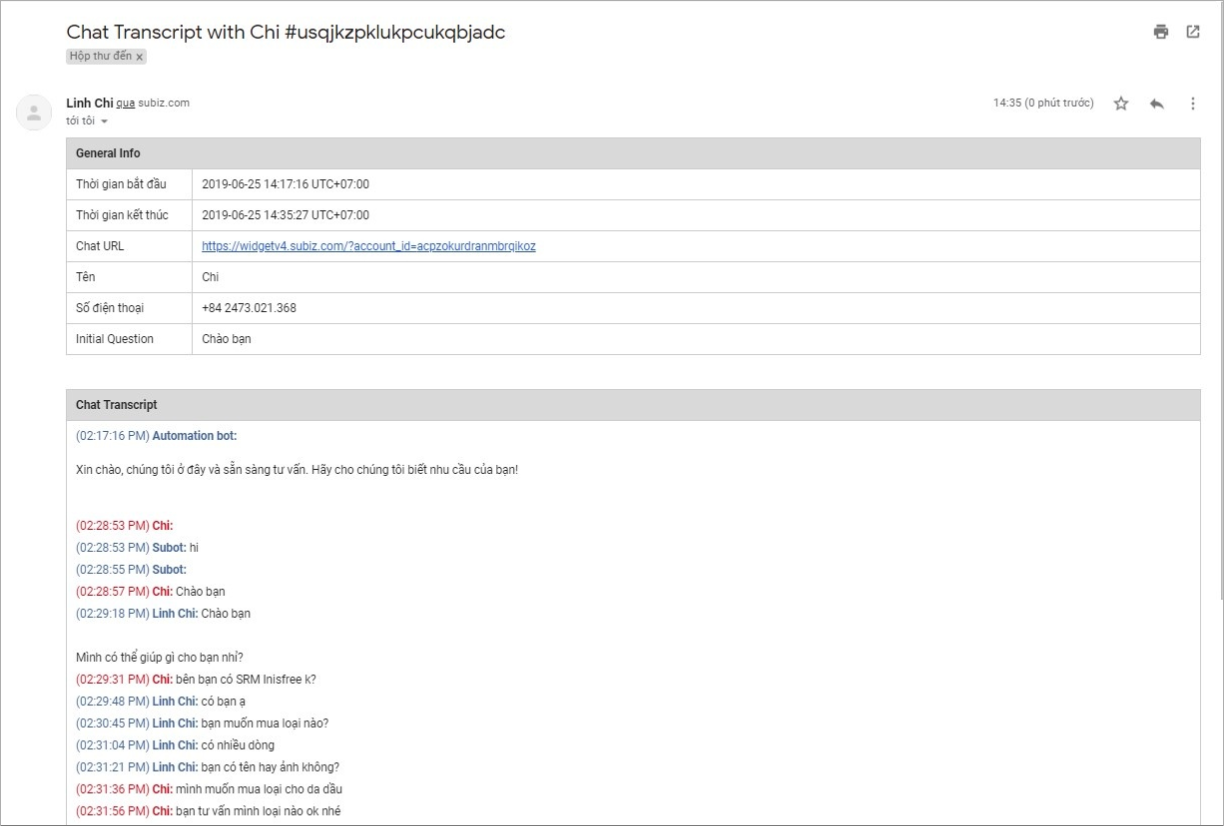 Chat Transcript with Chi #usqjkzpklukpcukqbjadc
Hộp thư đến x
Linh Chi qua subiz.com
14:35 (0 phút trước)
tới tôi
General Info
Thời gian bắt đầu 2019-06-25 14:17:16 UTC+07:00
Thời gian kết thúc 2019-06-25 14:35:27 UTC+07:00
Chat URL https://widgetv4.subiz.com/?account_id=acpzokurdranmbrqikoz
Tên Chi
Số điện thoại +84 2473.021.368
Initial Question Chào bạn
Chat Transcript
(02:17:16 PM) Automation bot:
Xin chào, chúng tôi ở đây và sẵn sàng tư vấn. Hãy cho chúng tôi biết nhu cầu của bạn!
(02:28:53 PM) Chi:
(02:28:53 PM) Subot: hi
(02:28:55 PM) Subot:
(02:28:57 PM) Chi: Chào bạn
(02:29:18 PM) Linh Chi: Chào bạn
Mình có thể giúp gì cho bạn nhỉ?
(02:29:31 PM) Chi: bên bạn có SRM Inisfree k?
(02:29:48 PM) Linh Chi: có bạn ạ
(02:30:45 PM) Linh Chi: bạn muốn mua loại nào?
(02:31:04 PM) Linh Chi: có nhiều dòng
(02:31:21 PM) Linh Chi: bạn có tên hay ảnh không?
(02:31:36 PM) Chi: mình muốn mua loại cho da dầu
(02:31:56 PM) Chi: bạn tư vấn mình loại nào ok nhé